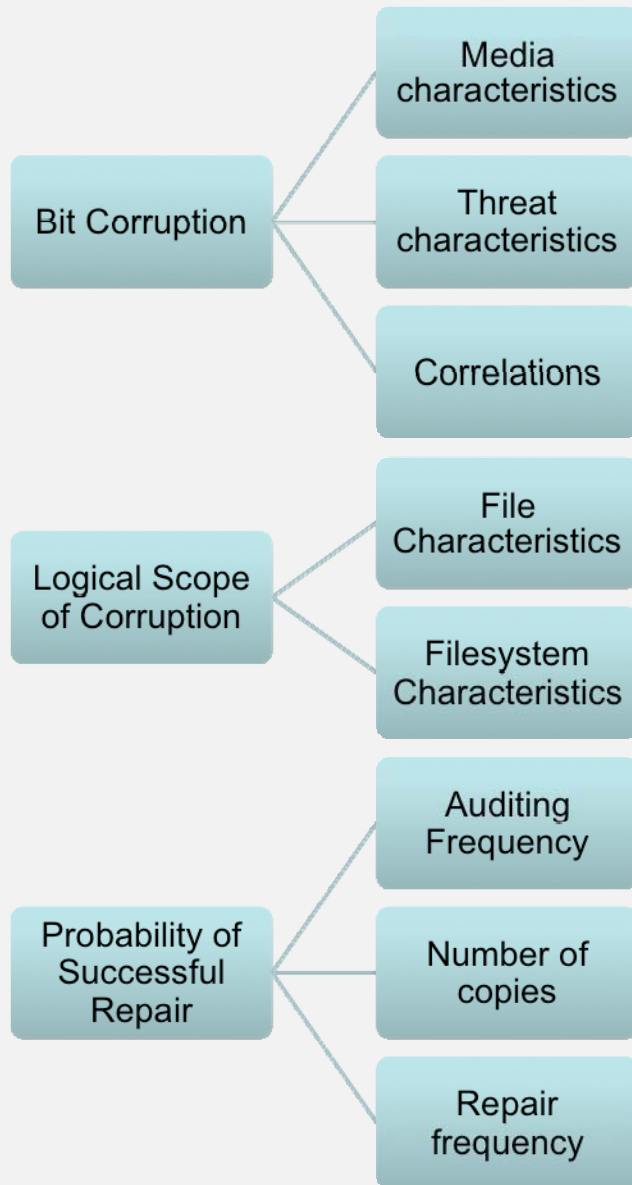 Bit Corruption
Media
characteristics
Threat
characteristics
Correlations
Logical Scope
of Corruption
File
Characteristics
Filesystem
Characteristics
Probability of
Successful
Repair
Auditing
Frequency
Number of
copies
Repair
frequency